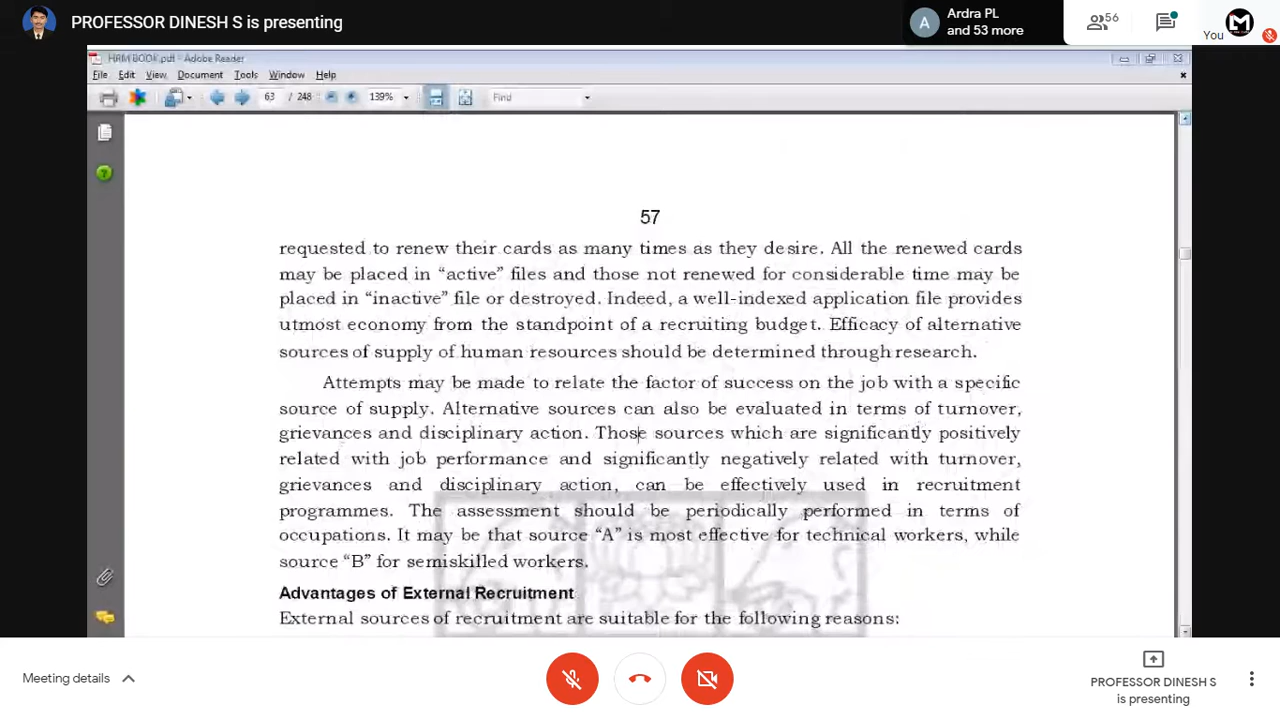 PROFESSOR DINESH S is presenting
A
Ardra PL
and 53 more
56
You
M
HRM BOOK.pdf - Adobe Reader
File Edit View Document Tools Window Help
63 / 248 139% Find
57
requested to renew their cards as many times as they desire. All the renewed cards
may be placed in “active” files and those not renewed for considerable time may be
placed in “inactive” file or destroyed. Indeed, a well-indexed application file provides
utmost economy from the standpoint of a recruiting budget. Efficacy of alternative
sources of supply of human resources should be determined through research.
Attempts may be made to relate the factor of success on the job with a specific
source of supply. Alternative sources can also be evaluated in terms of turnover,
grievances and disciplinary action. Those sources which are significantly positively
related with job performance and significantly negatively related with turnover,
grievances and disciplinary action, can be effectively used in recruitment
programmes. The assessment should be periodically performed in terms of
occupations. It may be that source “A” is most effective for technical workers, while
source “B” for semiskilled workers.
Advantages of External Recruitment
External sources of recruitment are suitable for the following reasons:
Meeting details
PROFESSOR DINESH S
is presenting